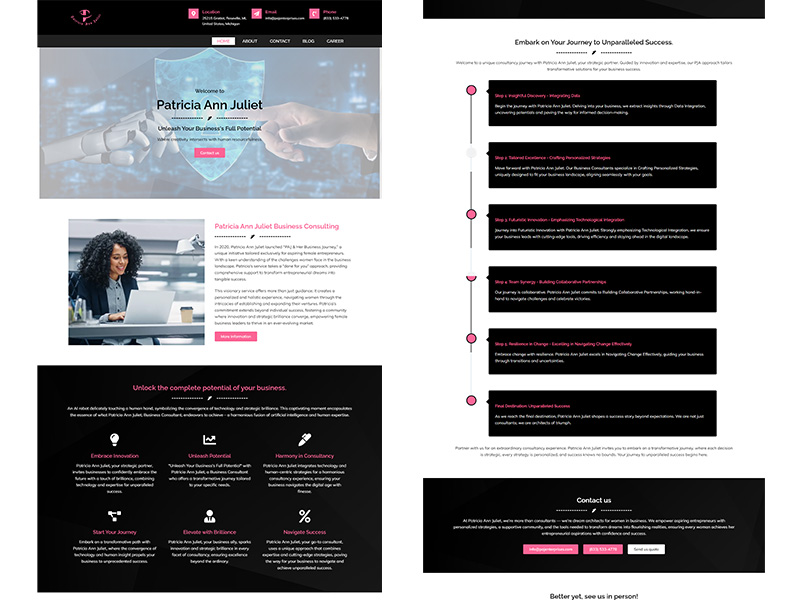 Patricia Ann Juliet
Location
Roseville, MI,
United States, Michigan
Email
Phone
(833) 533-4778
HOME
ABOUT
CONTACT
BLOG
CAREER
Welcome to
Patricia Ann Juliet
Unleash Your Business's Full Potential
Where creativity intersects with human resourcefulness
Contact us
Patricia Ann Juliet Business Consulting
In 2020, Patricia Ann Juliet launched "PAJ & Her Business Journey," a
unique initiative tailored exclusively for aspiring female entrepreneurs.
With a keen understanding of the challenges women face in the business
landscape, Patricia's service takes a "done for you" approach, providing
comprehensive support to transform entrepreneurial dreams into
tangible success.
This visionary service offers more than just guidance; it creates a
personalized and holistic experience, navigating women through the
intricacies of establishing and expanding their ventures. Patricia's
commitment extends beyond individual success, fostering a community
where innovation and strategic brilliance converge, empowering female
business leaders to thrive in an ever-evolving market.
More Information
Unlock the complete potential of your business.
An AI robot delicately touching a human hand, symbolizing the convergence of technology and strategic brilliance. This captivating moment encapsulates
the essence of what Patricia Ann Juliet, Business Consultant, endeavors to achieve – a harmonious fusion of artificial intelligence and human expertise.
Embrace Innovation
Patricia Ann Juliet, your strategic partner,
invites businesses to confidently embrace the
future with a touch of brilliance, combining
technology and expertise for unparalleled
success.
Unleash Potential
"Unleash Your Business's Full Potential" with
Patricia Ann Juliet, a Business Consultant
who offers a transformative journey tailored
to your specific needs.
Harmony in Consultancy
Patricia Ann Juliet integrates technology and
human-centric strategies for a harmonious
consultancy experience, ensuring your
business navigates the digital age with
finesse.
Start Your Journey
Embark on a transformative path with
Patricia Ann Juliet, where the convergence of
technology and human insight propels your
business to unprecedented success.
Elevate with Brilliance
Patricia Ann Juliet, your business ally, sparks
innovation and strategic brilliance in every
facet of consultancy, ensuring excellence
beyond the ordinary.
Navigate Success
Patricia Ann Juliet, your go-to consultant,
uses a unique approach that combines
expertise and cutting-edge strategies, paving
the way for your business to navigate and
achieve unparalleled success.
Embark on Your Journey to Unparalleled Success.
Welcome to a unique consultancy journey with Patricia Ann Juliet, your strategic partner. Guided by innovation and expertise, our PJA approach tailors
transformative solutions for your business success.
Step 1: Insightful Discovery - Integrating Data
Begin the journey with Patricia Ann Juliet. Delving into your business, we extract insights through Data Integration,
uncovering potentials and paving the way for informed decision-making.
Step 2: Tailored Excellence - Crafting Personalized Strategies
Move forward with Patricia Ann Juliet. Our Business Consultants specialize in Crafting Personalized Strategies,
uniquely designed to fit your business landscape, aligning seamlessly with your goals.
Step 3: Futuristic Innovation - Emphasizing Technological Integration
Journey into Futuristic Innovation with Patricia Ann Juliet. Strongly emphasizing Technological Integration, we ensure
your business leads with cutting-edge tools, driving efficiency and staying ahead in the digital landscape.
Step 4: Team Synergy - Building Collaborative Partnerships
Our journey is collaborative. Patricia Ann Juliet commits to Building Collaborative Partnerships, working hand-in-
hand to navigate challenges and celebrate victories.
Step 5: Resilience in Change - Excelling in Navigating Change Effectively
Embrace change with resilience. Patricia Ann Juliet excels in Navigating Change Effectively, guiding your business
through transitions and uncertainties.
Final Destination: Unparalleled Success
As we reach the final destination, Patricia Ann Juliet shapes a success story beyond expectations. We are not just
consultants; we are architects of triumph.
Partner with us for an extraordinary consultancy experience. Patricia Ann Juliet invites you to embark on a transformative journey, where each decision
is strategic, every strategy is personalized, and success knows no bounds. Your journey to unparalleled success begins here.
Contact us
At Patricia Ann Juliet, we're more than consultants — we're dream architects for women in business. We empower aspiring entrepreneurs with
personalized strategies, a supportive community, and the tools needed to transform dreams into flourishing realities, ensuring every woman achieves her
entrepreneurial aspirations with confidence and success.
(833) 533-4778
Send us quote
Better yet, see us in person!